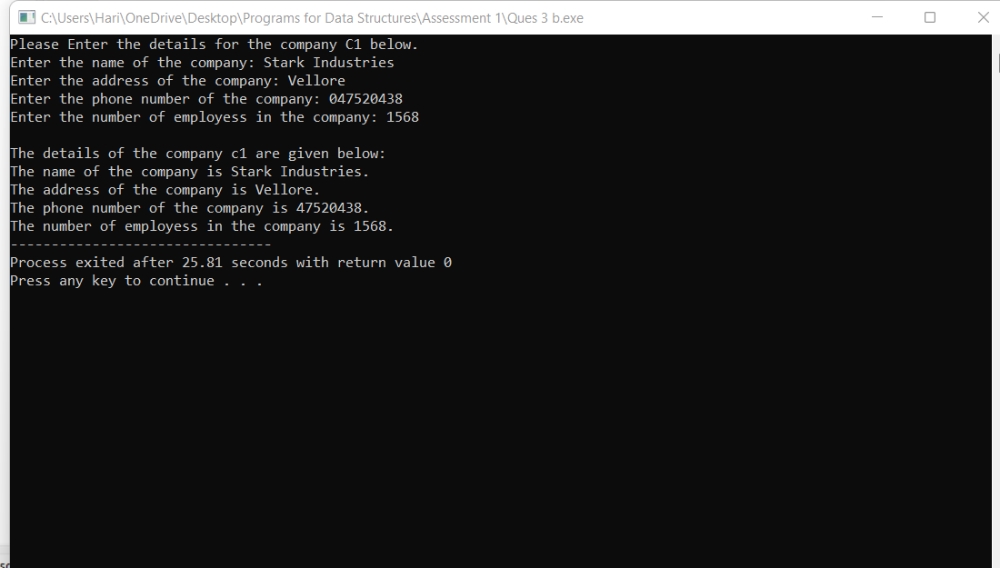 C:\Users\Hari\OneDrive\Desktop\Programs for Data Structures\Assessment 1\Ques 3 b.exe
Please Enter the details for the company C1 below.
Enter the name of the company: Stark Industries
Enter the address of the company: Vellore
Enter the phone number of the company: 047520438
Enter the number of employess in the company: 1568
The details of the company c1 are given below:
The name of the company is Stark Industries.
The address of the company is Vellore.
The phone number of the company is 47520438.
The number of employess in the company is 1568.
--------------------------------
Process exited after 25.81 seconds with return value 0
Press any key to continue . . .